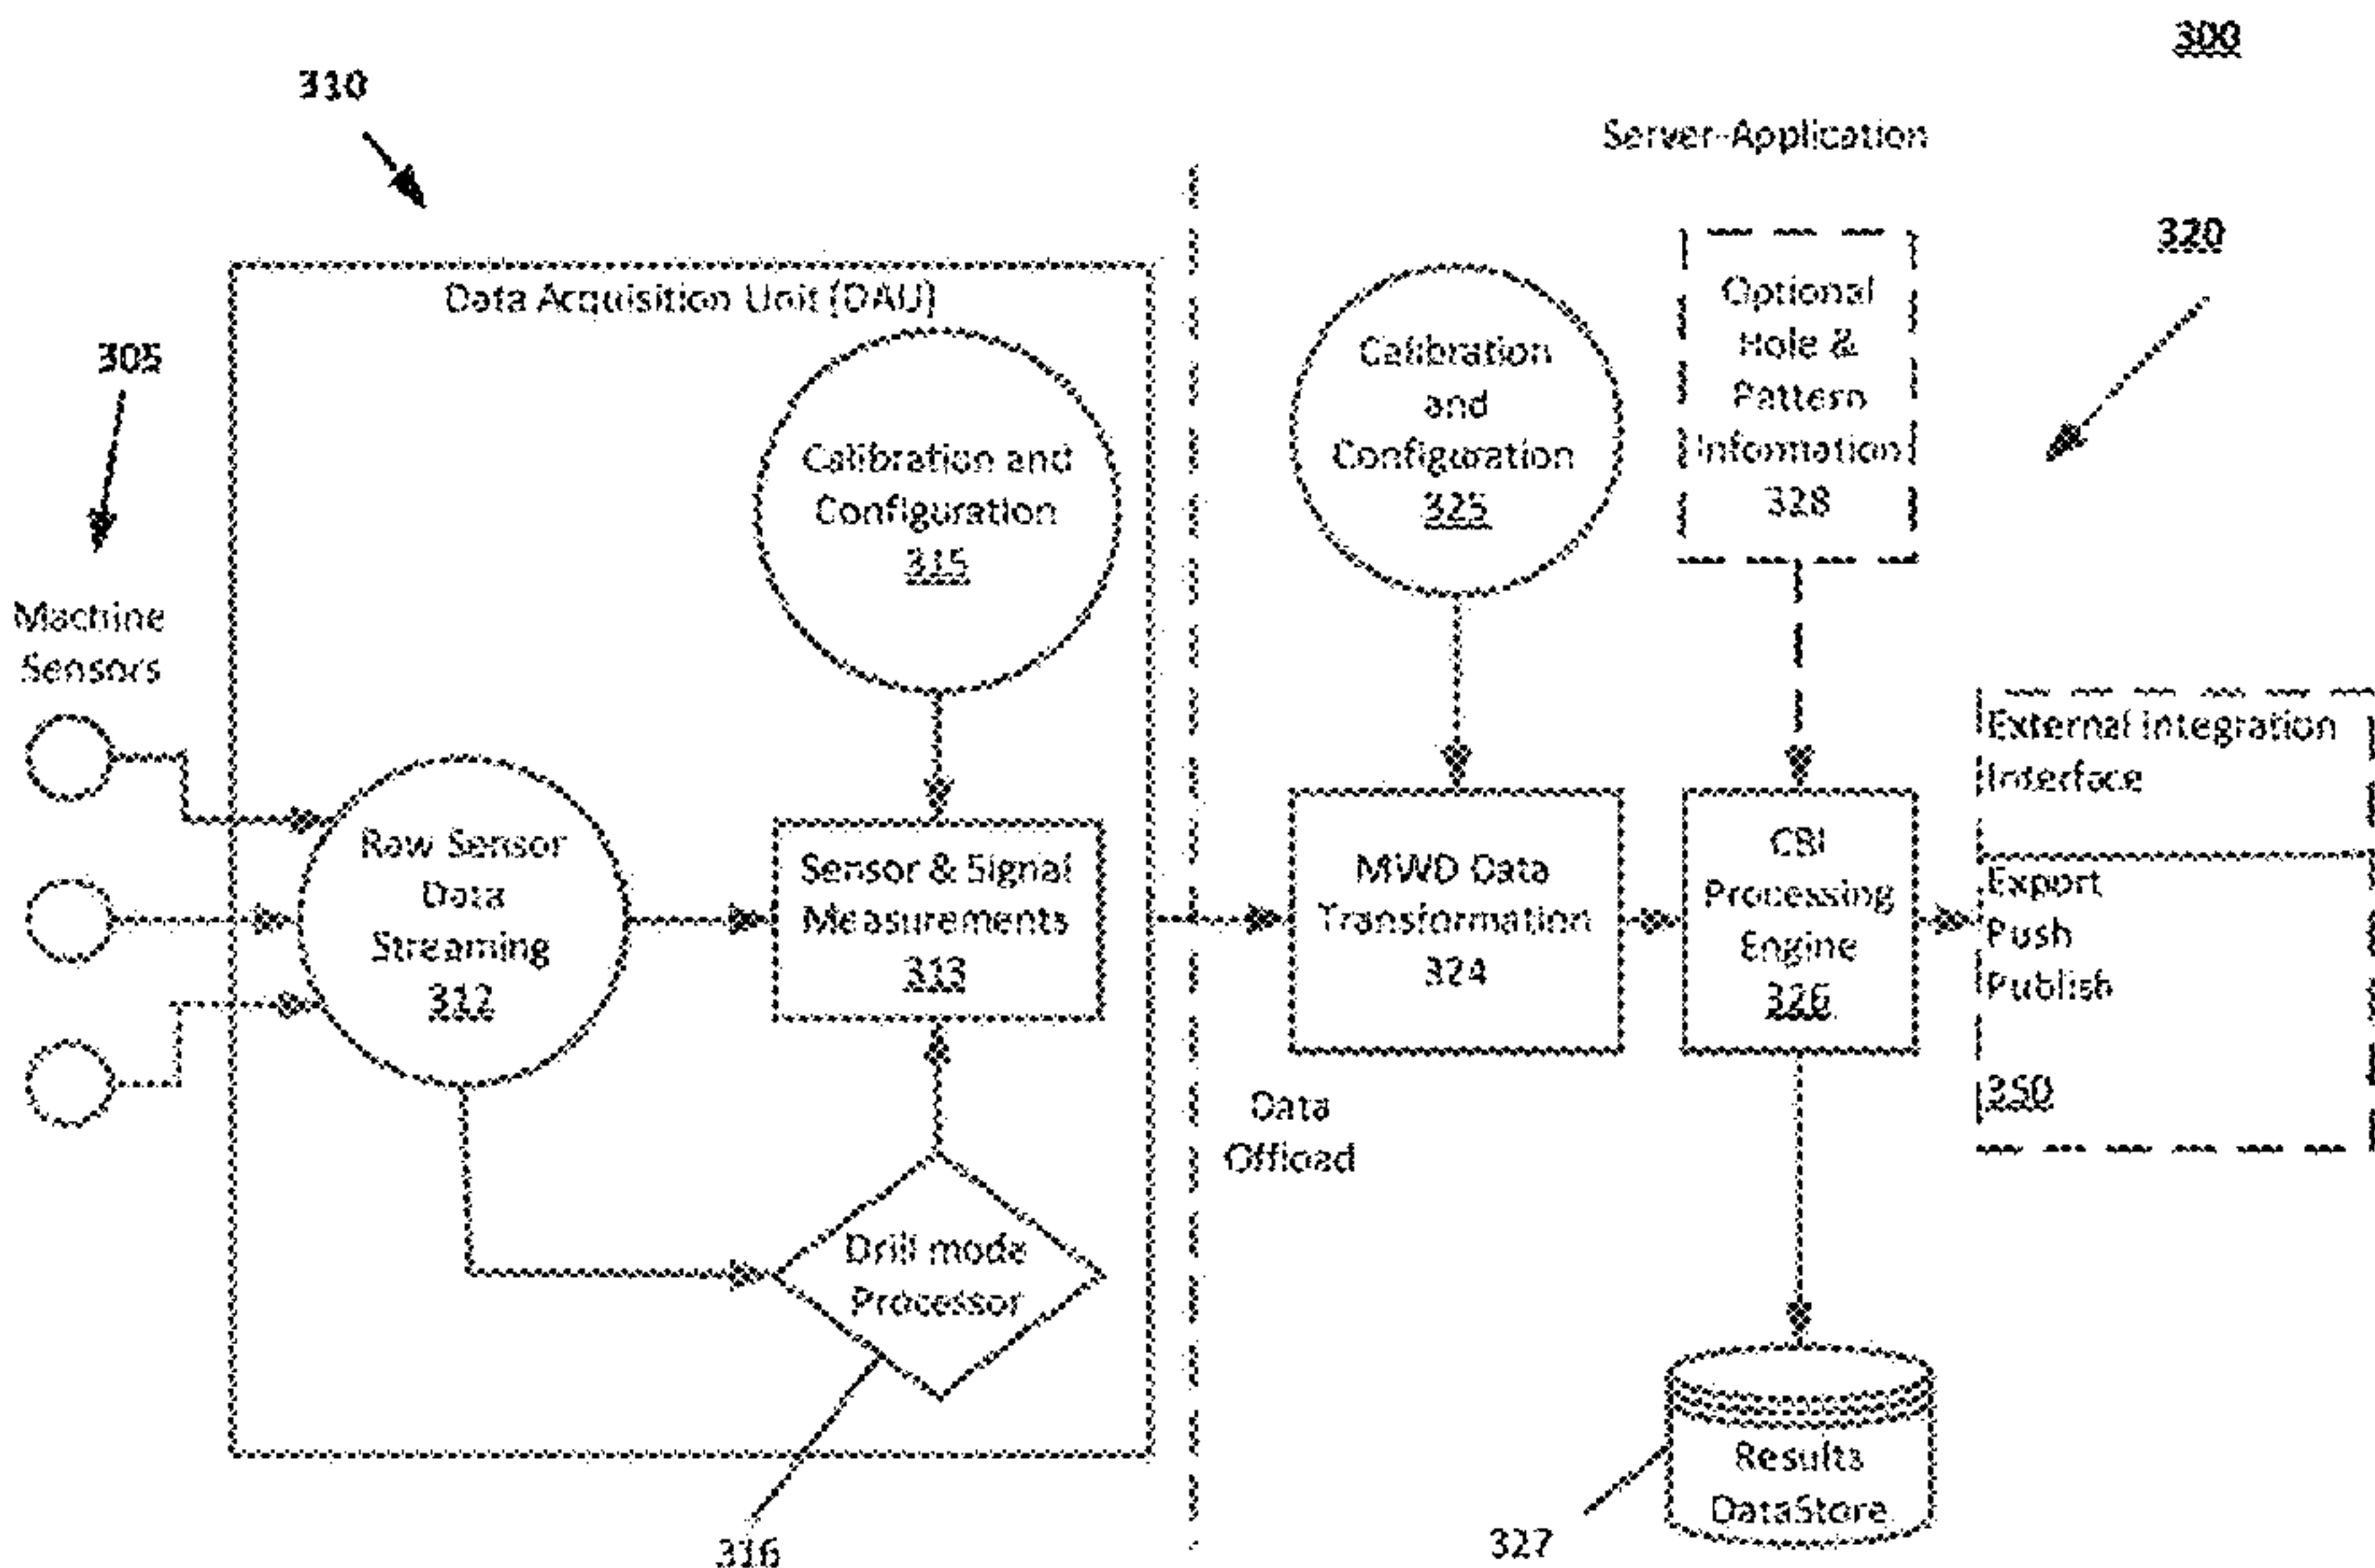 300
310
Server-Application
320
Data Acquisition Unit (DAU)
305
Calibration and
Configuration
315
Calibration
and
Configuration
325
Optional
Hole &
Pattern
Information
328
Machine
Sensors
Raw Sensor
Data
Streaming
312
Sensor & Signal
Measurements
313
MWD Data
Transformation
324
CBI
Processing
Engine
326
External Integration
Interface
Export
Push
Publish
350
Data
Offload
Drill mode
Processor
316
Results
DataStore
327